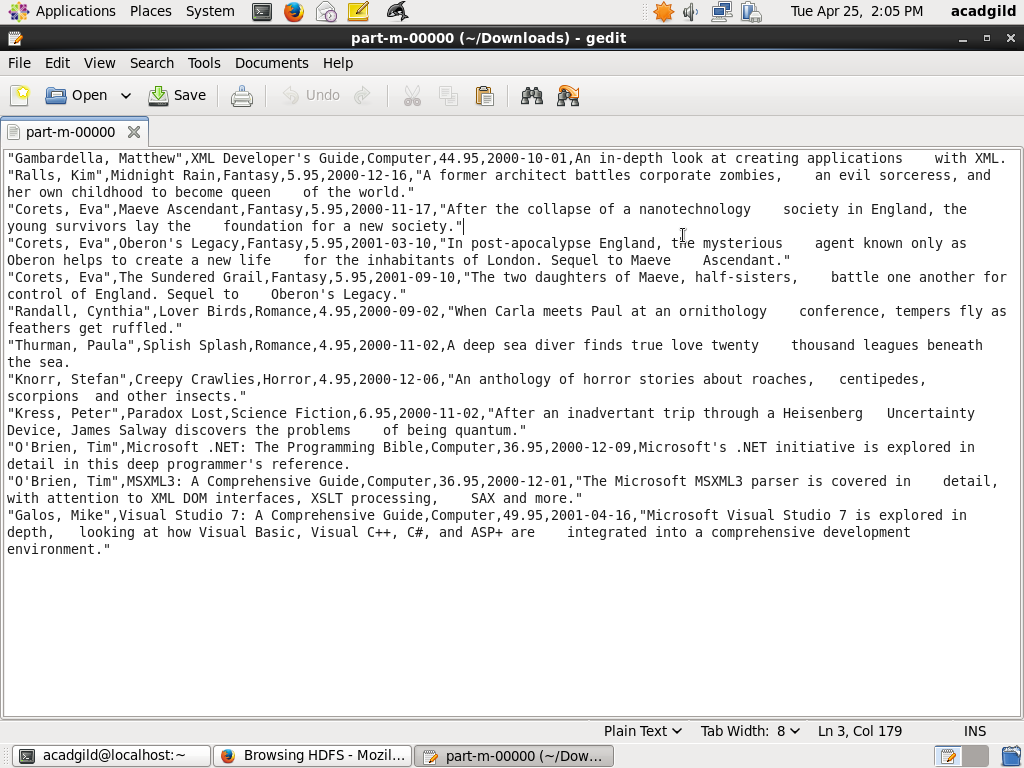 Applications Places System Tue Apr 25, 2:05 PM acadgild
part-m-00000 (~/Downloads) - gedit
File Edit View Search Tools Documents Help
Open Save Undo
part-m-00000
"Gambardella, Matthew",XML Developer's Guide,Computer,44.95,2000-10-01,An in-depth look at creating applications    with XML.
"Ralls, Kim",Midnight Rain,Fantasy,5.95,2000-12-16,"A former architect battles corporate zombies,    an evil sorceress, and
her own childhood to become queen    of the world."
"Corets, Eva",Maeve Ascendant,Fantasy,5.95,2000-11-17,"After the collapse of a nanotechnology    society in England, the
young survivors lay the    foundation for a new society."
"Corets, Eva",Oberon's Legacy,Fantasy,5.95,2001-03-10,"In post-apocalypse England, the mysterious    agent known only as
Oberon helps to create a new life    for the inhabitants of London. Sequel to Maeve    Ascendant."
"Corets, Eva",The Sundered Grail,Fantasy,5.95,2001-09-10,"The two daughters of Maeve, half-sisters,    battle one another for
control of England. Sequel to    Oberon's Legacy."
"Randall, Cynthia",Lover Birds,Romance,4.95,2000-09-02,"When Carla meets Paul at an ornithology    conference, tempers fly as
feathers get ruffled."
"Thurman, Paula",Splish Splash,Romance,4.95,2000-11-02,A deep sea diver finds true love twenty    thousand leagues beneath
the sea.
"Knorr, Stefan",Creepy Crawlies,Horror,4.95,2000-12-06,"An anthology of horror stories about roaches,   centipedes,
scorpions  and other insects."
"Kress, Peter",Paradox Lost,Science Fiction,6.95,2000-11-02,"After an inadvertant trip through a Heisenberg   Uncertainty
Device, James Salway discovers the problems    of being quantum."
"O'Brien, Tim",Microsoft .NET: The Programming Bible,Computer,36.95,2000-12-09,Microsoft's .NET initiative is explored in
detail in this deep programmer's reference.
"O'Brien, Tim",MSXML3: A Comprehensive Guide,Computer,36.95,2000-12-01,"The Microsoft MSXML3 parser is covered in    detail,
with attention to XML DOM interfaces, XSLT processing,    SAX and more."
"Galos, Mike",Visual Studio 7: A Comprehensive Guide,Computer,49.95,2001-04-16,"Microsoft Visual Studio 7 is explored in
depth,   looking at how Visual Basic, Visual C++, C#, and ASP+ are    integrated into a comprehensive development
environment."
Plain Text Tab Width: 8 Ln 3, Col 179 INS
acadgild@localhost:~ Browsing HDFS - Mozil... part-m-00000 (~/Dow...